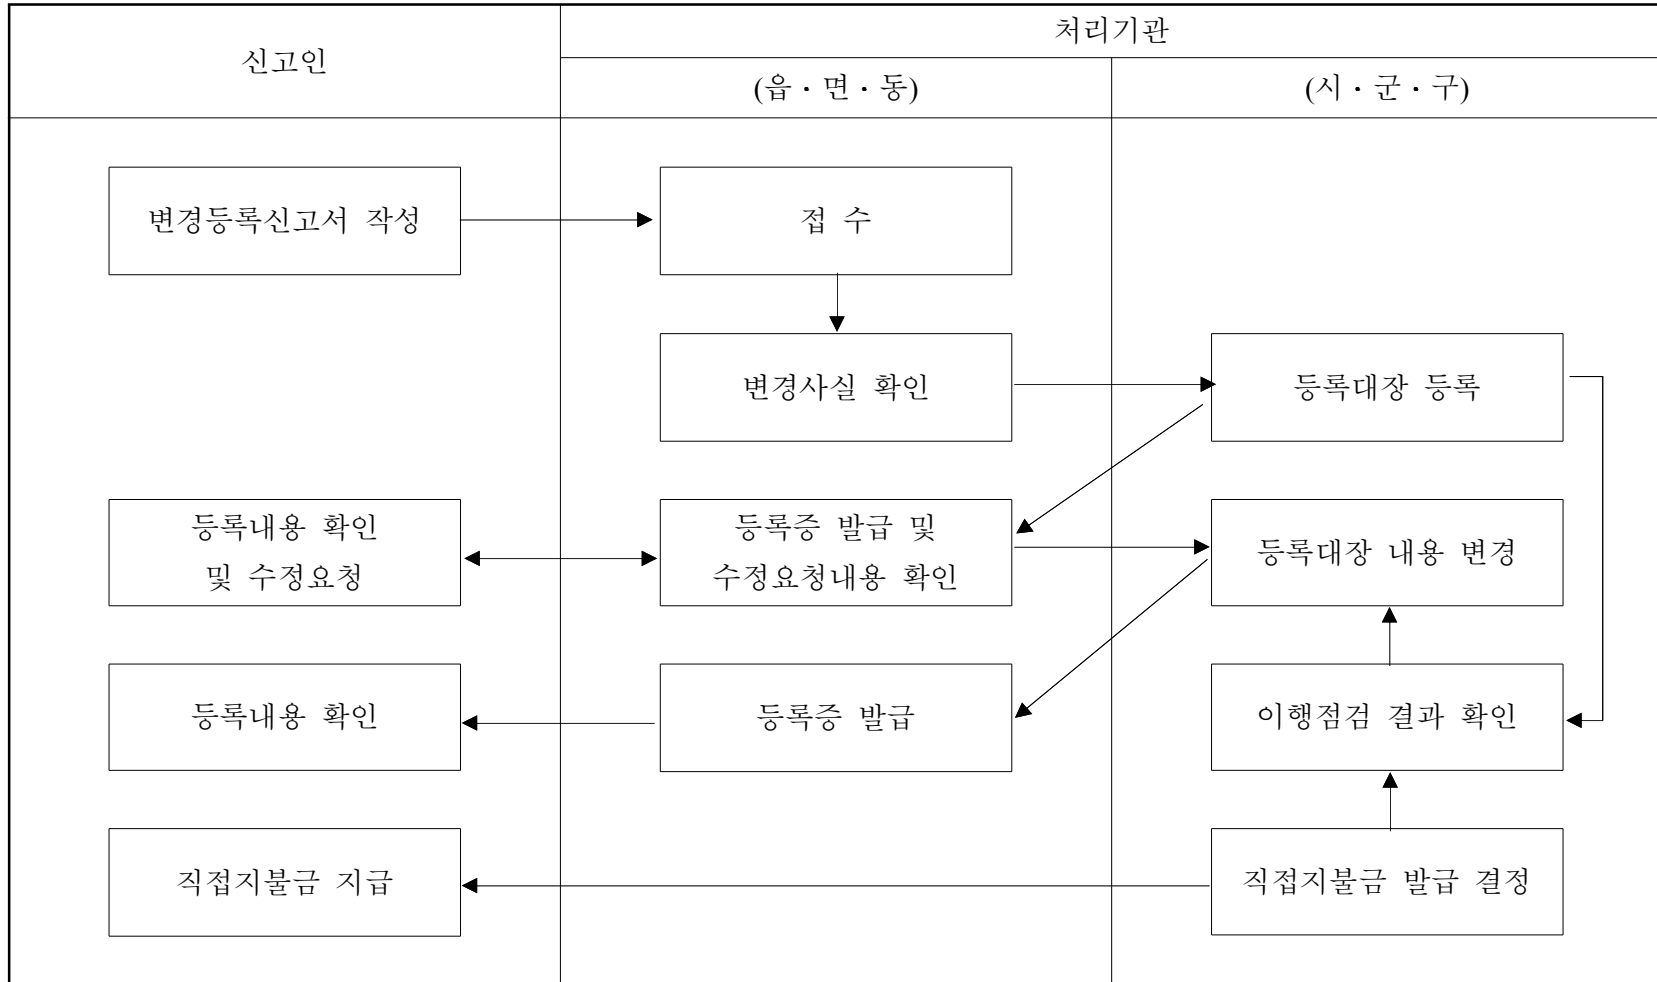 신고인
처리기관
(읍·면·동)
(시·군·구)
변경등록신고서 작성
접 수
변경사실 확인
등록대장 등록
등록내용 확인
및 수정요청
등록증 발급 및
수정요청내용 확인
등록대장 내용 변경
등록내용 확인
등록증 발급
이행점검 결과 확인
직접지불금 지급
직접지불금 발급 결정